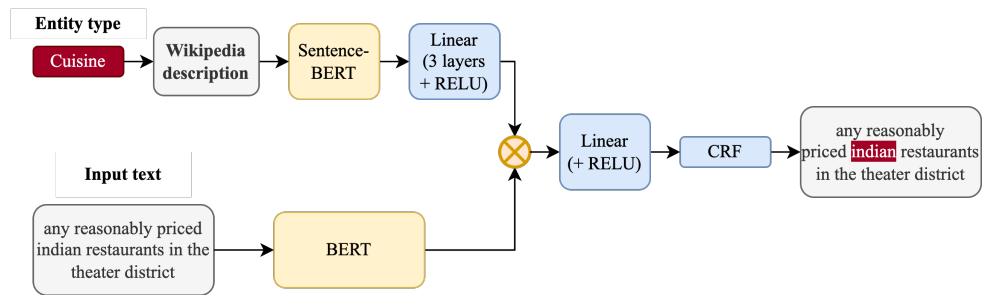 Entity type
Cuisine
Wikipedia
description
Sentence-
BERT
Linear
(3 layers
+ RELU)
Input text
any reasonably priced
indian restaurants in the
theater district
BERT
Linear
(+ RELU)
CRF
any reasonably
priced indian restaurants
in the theater district